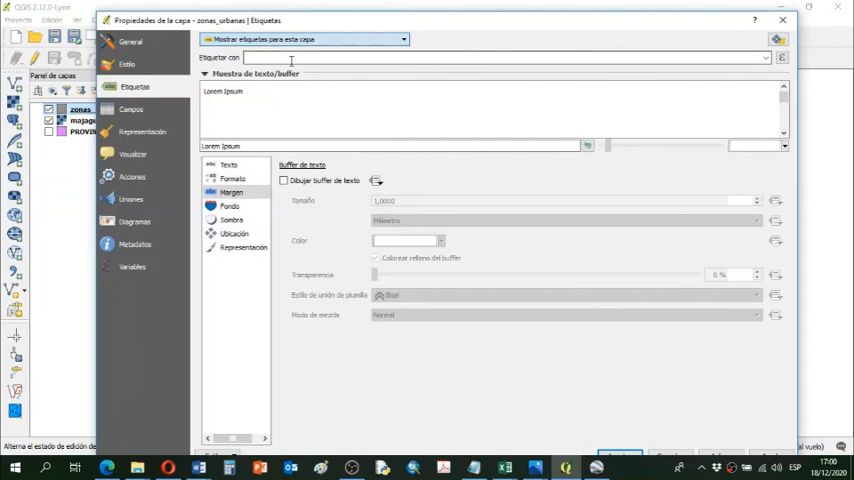 QGIS 2.12.0-Lyon
Proyecto
Edición
Ver
Propiedades de la capa - zonas_urbanas | Etiquetas
?
Panel de capas
zonas
majagu
PROVIN
General
Estilo
Etiquetas
Campos
Representación
Visualizar
Acciones
Uniones
Diagramas
Metadatos
Variables
Mostrar etiquetas para esta capa
Etiquetar con
ε
Muestra de texto/buffer
Lorem Ipsum
Lorem Ipsum
Texto
Formato
Margen
Fondo
Sombra
Ubicación
Representación
Buffer de texto
Dibujar buffer de texto
Tamaño
1,0000
Milímetro
Color
Colorear relleno del buffer
Transparencia
0 %
Estilo de unión de plumilla
Bisel
Modo de mezcla
Normal
Alterna el estado de edición de
al vuelo)
ESP
17:00
18/12/2020